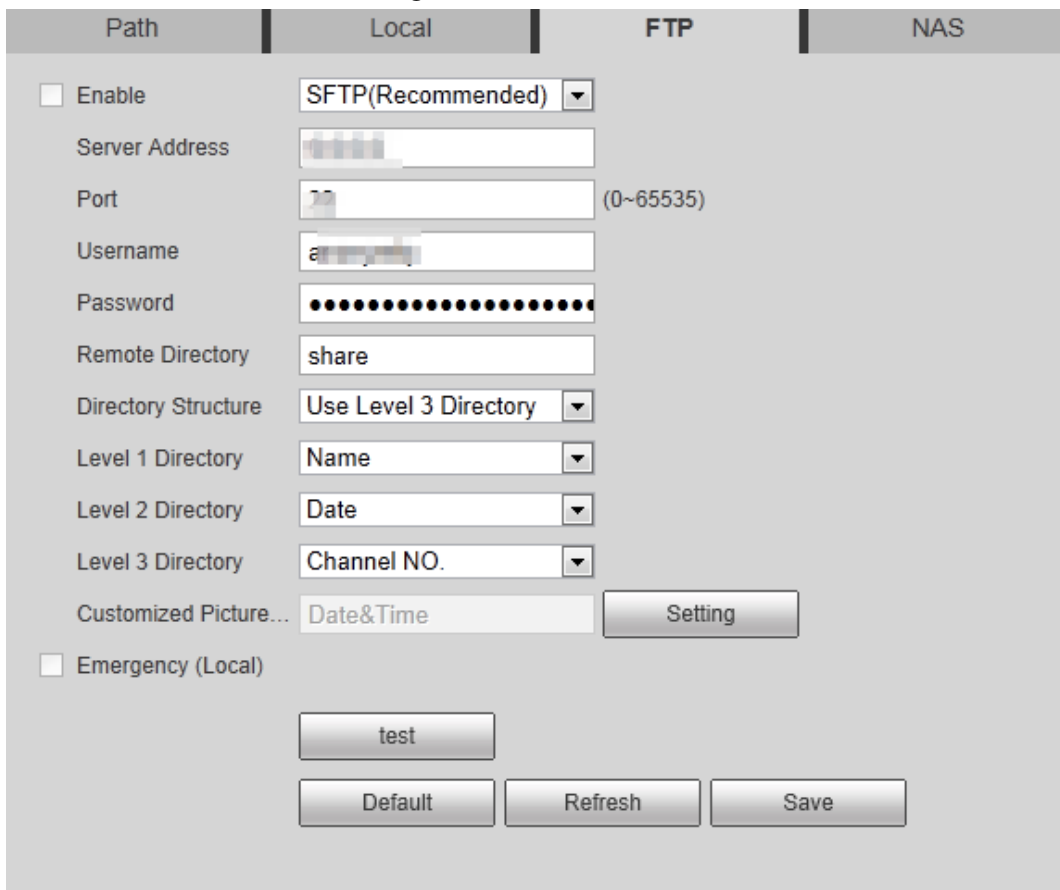 Path Local FTP NAS
Enable SFTP(Recommended)
Server Address
Port (0~65535)
Username
Password ●●●●●●●●●●●●●●●●●●●●
Remote Directory share
Directory Structure Use Level 3 Directory
Level 1 Directory Name
Level 2 Directory Date
Level 3 Directory Channel NO.
Customized Picture... Date&Time Setting
Emergency (Local)
test
Default Refresh Save